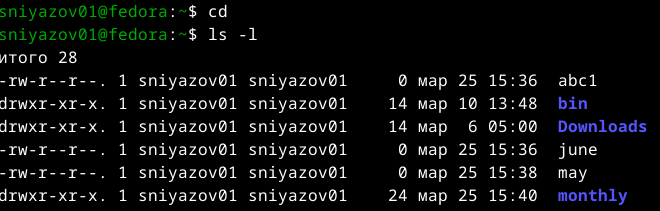 sniyazov01@fedora:~$ cd
sniyazov01@fedora:~$ ls -l
итого 28
-rw-r--r--. 1 sniyazov01 sniyazov01     0 мар 25 15:36  abc1
drwxr-xr-x. 1 sniyazov01 sniyazov01    14 мар 10 13:48  bin
drwxr-xr-x. 1 sniyazov01 sniyazov01    14 мар  6 05:00  Downloads
-rw-r--r--. 1 sniyazov01 sniyazov01     0 мар 25 15:36  june
-rw-r--r--. 1 sniyazov01 sniyazov01     0 мар 25 15:38  may
drwxr-xr-x. 1 sniyazov01 sniyazov01    24 мар 25 15:40  monthly